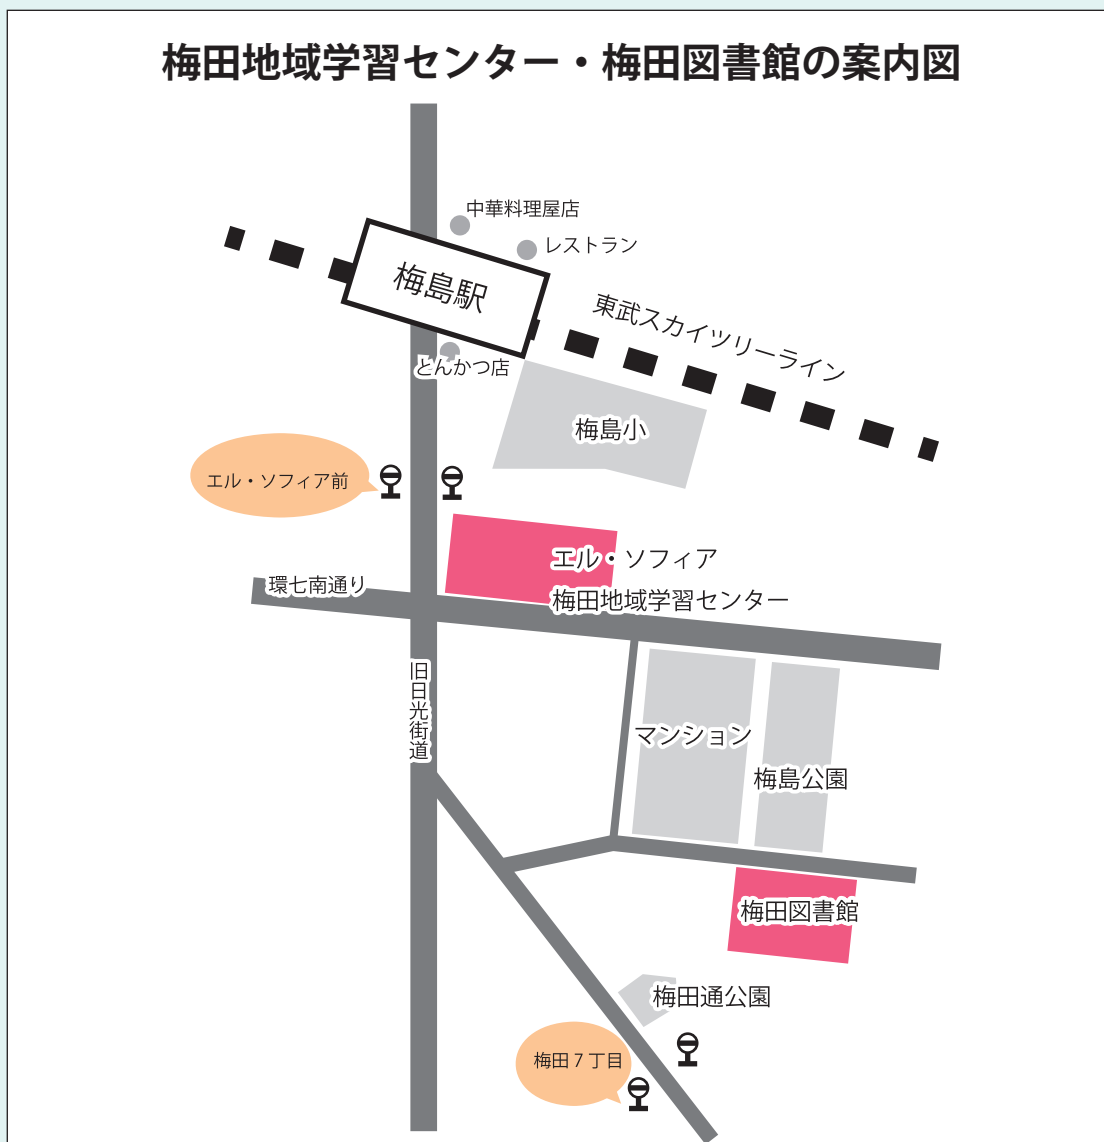 梅田地域学習センター・梅田図書館の案内図
中華料理屋店
レストラン
梅島駅
東武スカイツリーライン
とんかつ店
梅島小
エル・ソフィア前
エル・ソフィア
環七南通り
梅田地域学習センター
旧日光街道
マンション
梅島公園
梅田図書館
梅田通公園
梅田7丁目